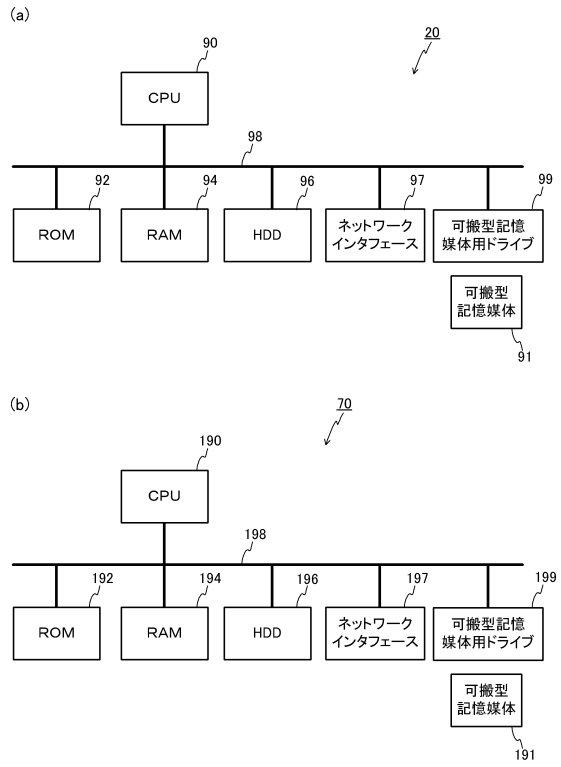 (a)
20
90
CPU
98
92
94
96
97
99
ROM
RAM
HDD
ネットワーク
インタフェース
可搬型記憶
媒体用ドライブ
可搬型
記憶媒体
91
(b)
70
190
CPU
198
192
194
196
197
199
ROM
RAM
HDD
ネットワーク
インタフェース
可搬型記憶
媒体用ドライブ
可搬型
記憶媒体
191